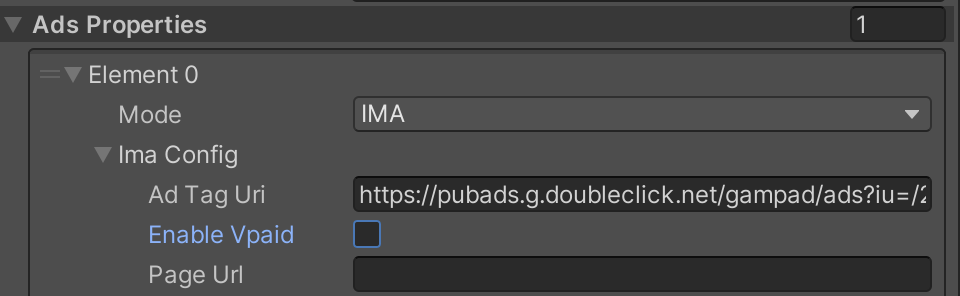 Ads Properties 1
Element 0
Mode IMA
Ima Config
Ad Tag Uri https://pubads.g.doubleclick.net/gampad/ads?iu=/2
Enable Vpaid
Page Url